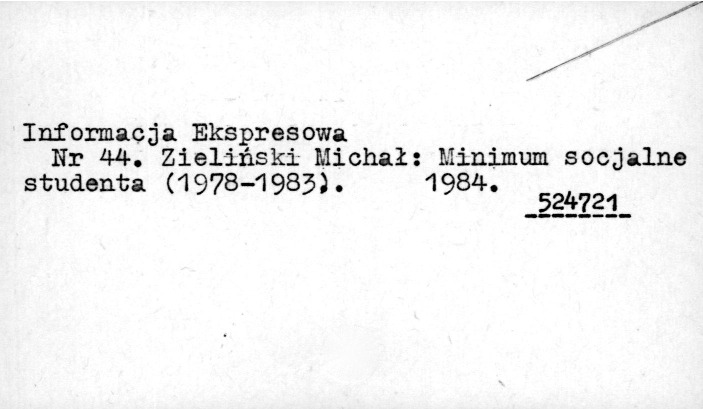 Informacja Ekspresowa
Nr 44. Zieliński Michał: Minimum socjalne
studenta (1978-1983). 1984.
524721